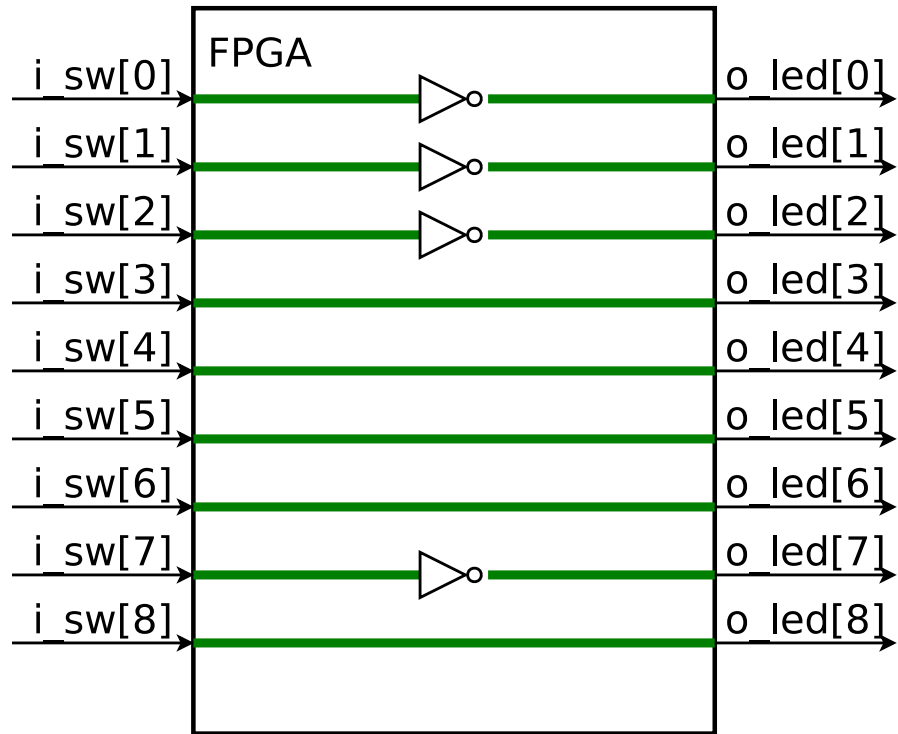 FPGA
i_sw[0] o_led[0]
i_sw[1] o_led[1]
i_sw[2] o_led[2]
i_sw[3] o_led[3]
i_sw[4] o_led[4]
i_sw[5] o_led[5]
i_sw[6] o_led[6]
i_sw[7] o_led[7]
i_sw[8] o_led[8]